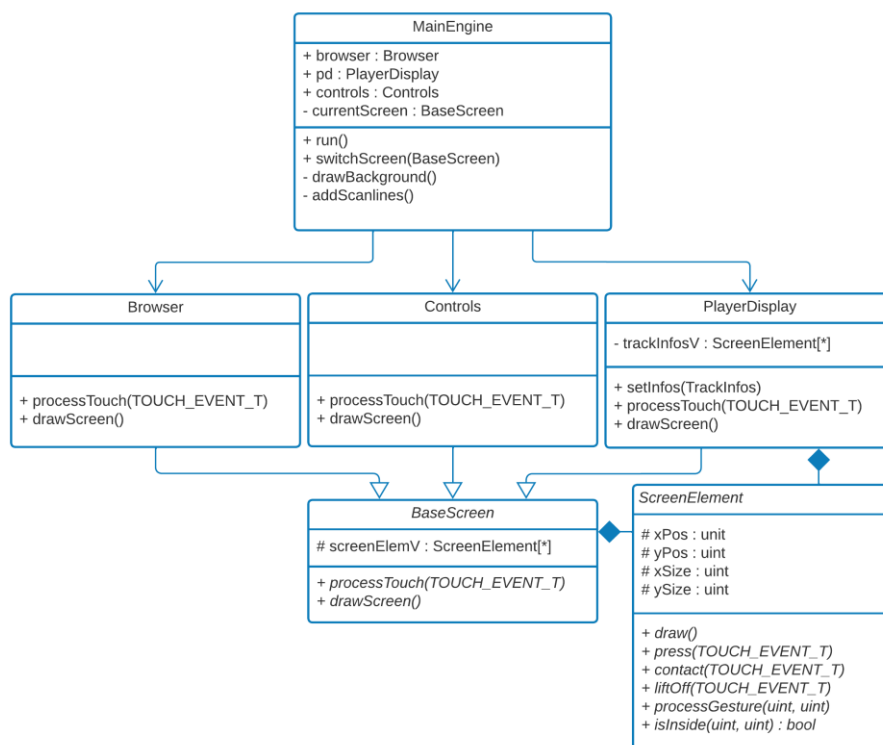 MainEngine
+ browser : Browser
+ pd : PlayerDisplay
+ controls : Controls
- currentScreen : BaseScreen
+ run()
+ switchScreen(BaseScreen)
- drawBackground()
- addScanlines()
Browser
+ processTouch(TOUCH_EVENT_T)
+ drawScreen()
Controls
+ processTouch(TOUCH_EVENT_T)
+ drawScreen()
PlayerDisplay
- trackInfosV : ScreenElement[*]
+ setInfos(TrackInfos)
+ processTouch(TOUCH_EVENT_T)
+ drawScreen()
BaseScreen
# screenElemV : ScreenElement[*]
+ processTouch(TOUCH_EVENT_T)
+ drawScreen()
ScreenElement
# xPos : unit
# yPos : uint
# xSize : uint
# ySize : uint
+ draw()
+ press(TOUCH_EVENT_T)
+ contact(TOUCH_EVENT_T)
+ liftOff(TOUCH_EVENT_T)
+ processGesture(uint, uint)
+ isInside(uint, uint) : bool